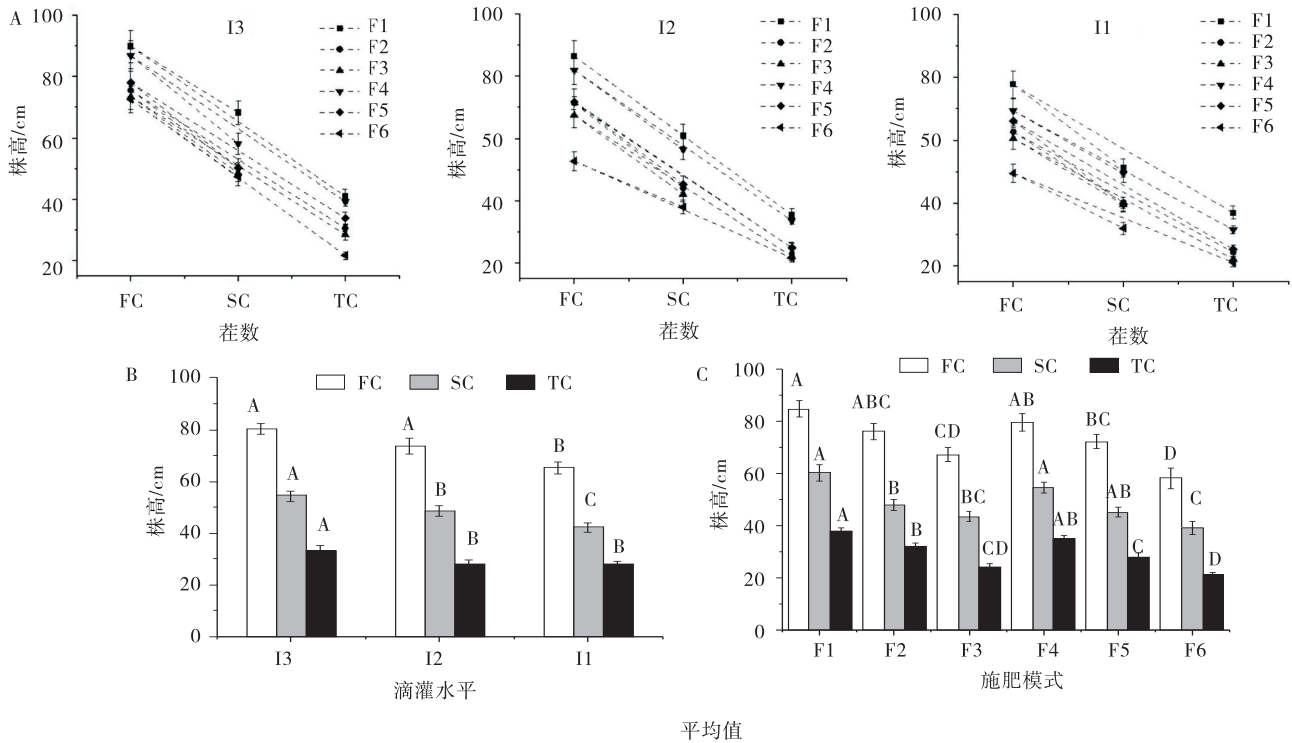 A
I3
I2
I1
F1
F2
F3
F4
F5
F6
F1
F2
F3
F4
F5
F6
F1
F2
F3
F4
F5
F6
株高/cm
100
80
60
40
20
FC SC TC
茬数
株高/cm
100
80
50
40
20
FC SC TC
茬数
株高/cm
100
80
50
40
20
FC SC TC
茬数
B
FC SC TC
株高/cm
100
80
60
40
20
0
A A A
A B B
B C B
I3 I2 I1
滴灌水平
C
FC SC TC
株高/cm
100
80
60
40
20
0
A A A
ABC B B
CD BC CD
AB A AB
BC AB C
D C D
F1 F2 F3 F4 F5 F6
施肥模式
平均值